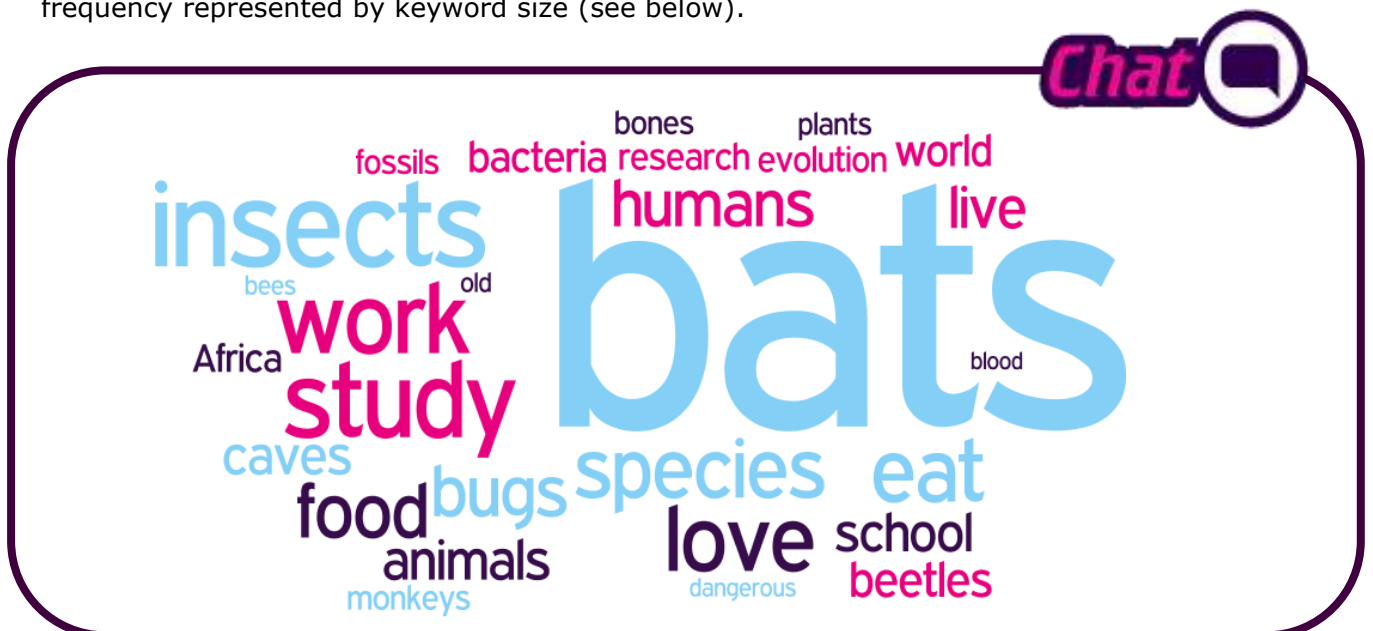 frequency represented by keyword size (see below).
Chat
bones plants
fossils bacteria research evolution world
insects humans live
bats
bees old
work
Africa blood
study
caves species eat
food bugs
love school
animals beetles
monkeys dangerous